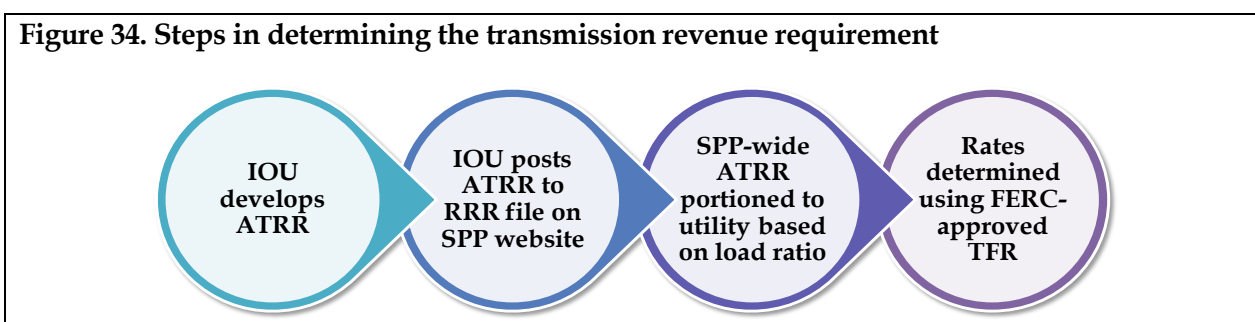 Figure 34. Steps in determining the transmission revenue requirement
IOU
develops
ATRR
IOU posts
ATRR to
RRR file on
SPP website
SPP-wide
ATRR
portioned to
utility based
on load ratio
Rates
determined
using FERC-
approved
TFR